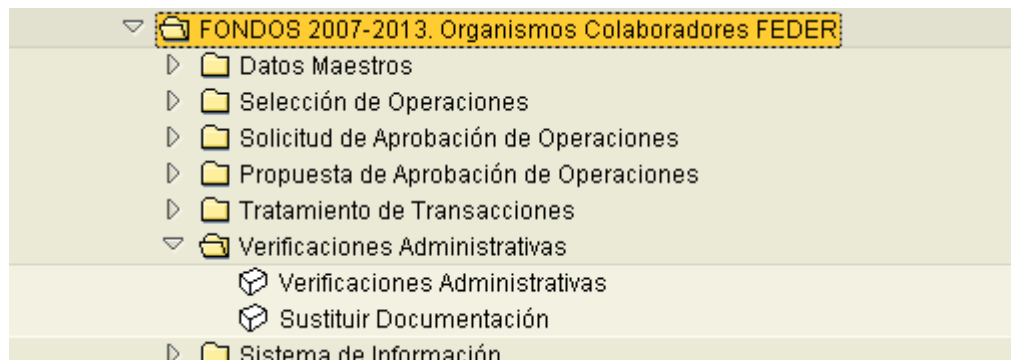 FONDOS 2007-2013. Organismos Colaboradores FEDER
Datos Maestros
Selección de Operaciones
Solicitud de Aprobación de Operaciones
Propuesta de Aprobación de Operaciones
Tratamiento de Transacciones
Verificaciones Administrativas
Verificaciones Administrativas
Sustituir Documentación
Sistema de Información